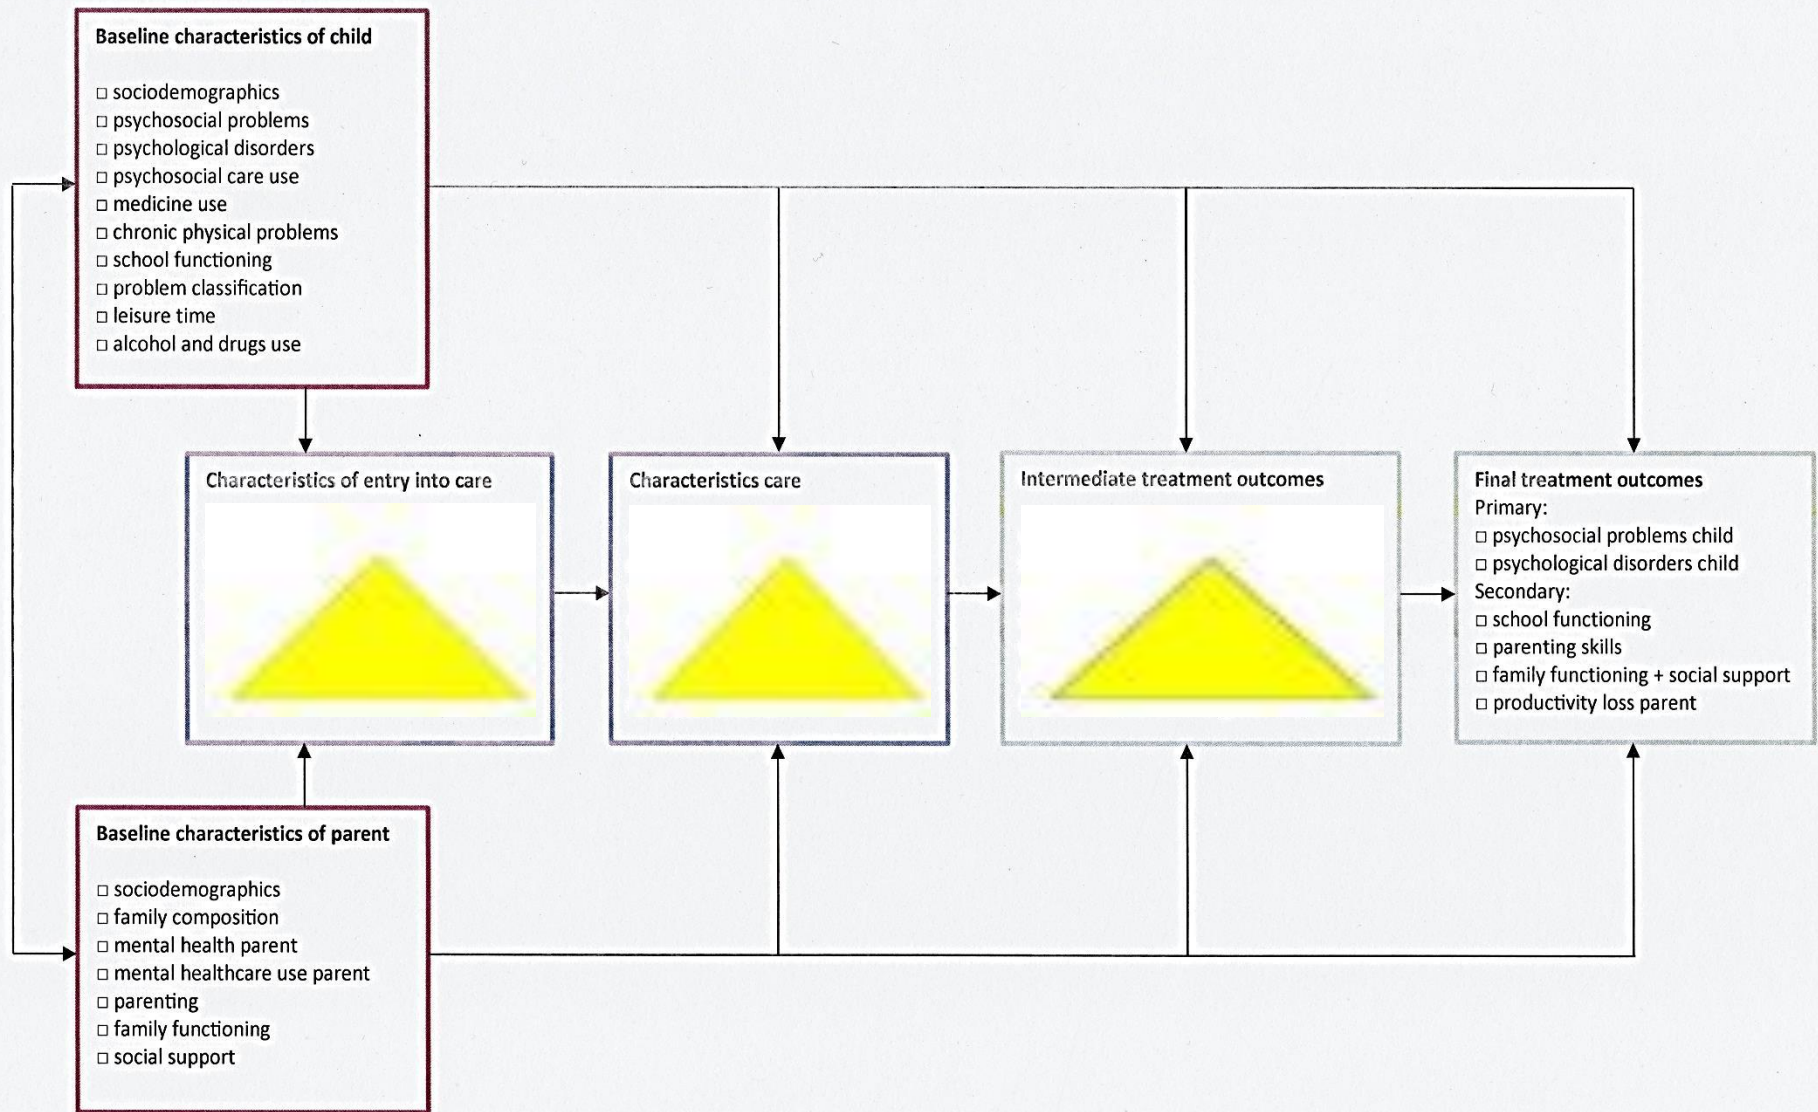 Baseline characteristics of child
□ sociodemographics
□ psychosocial problems
□ psychological disorders
□ psychosocial care use
□ medicine use
□ chronic physical problems
□ school functioning
□ problem classification
□ leisure time
□ alcohol and drugs use
Characteristics of entry into care
Characteristics care
Intermediate treatment outcomes
Final treatment outcomes
Primary:
□ psychosocial problems child
□ psychological disorders child
Secondary:
□ school functioning
□ parenting skills
□ family functioning + social support
□ productivity loss parent
Baseline characteristics of parent
□ sociodemographics
□ family composition
□ mental health parent
□ mental healthcare use parent
□ parenting
□ family functioning
□ social support